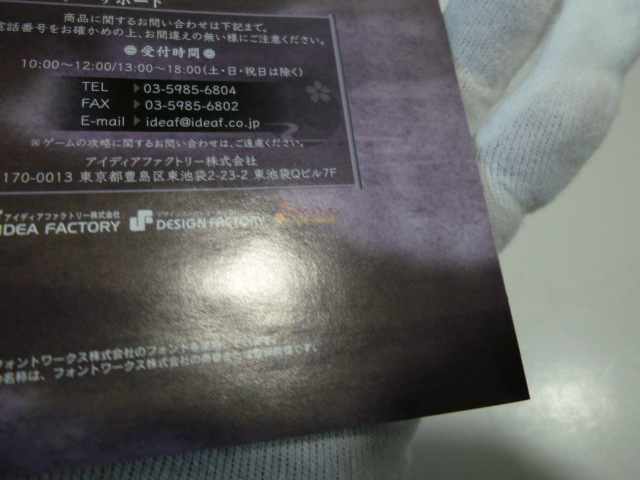 サポート
商品に関するお問い合わせは下記まで。
電話番号をお確かめの上、お間違えの無い様にご注意ください。
受付時間
10:00～12:00/13:00～18:00(土・日・祝日は除く)
TEL 03-5985-6804
FAX 03-5985-6802
E-mail ideaf@ideaf.co.jp
※ゲームの攻略に関するお問い合わせは、ご遠慮ください。
アイディアファクトリー株式会社
170-0013 東京都豊島区東池袋2-23-2 東池袋Qビル7F
アイディアファクトリー株式会社
IDEA FACTORY
DESIGN FACTORY
フォントワークス株式会社のフォントを
の名称は、フォントワークス株式会社の商標または登録商標です。